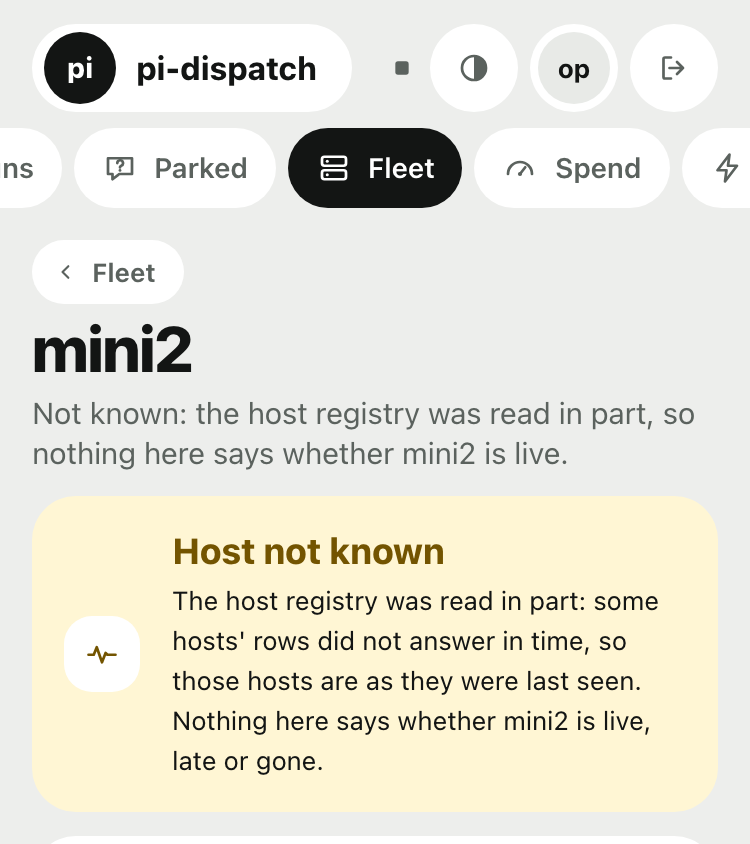 pi pi-dispatch op
ns Parked Fleet Spend
Fleet
mini2
Not known: the host registry was read in part, so
nothing here says whether mini2 is live.
Host not known
The host registry was read in part: some
hosts' rows did not answer in time, so
those hosts are as they were last seen.
Nothing here says whether mini2 is live,
late or gone.